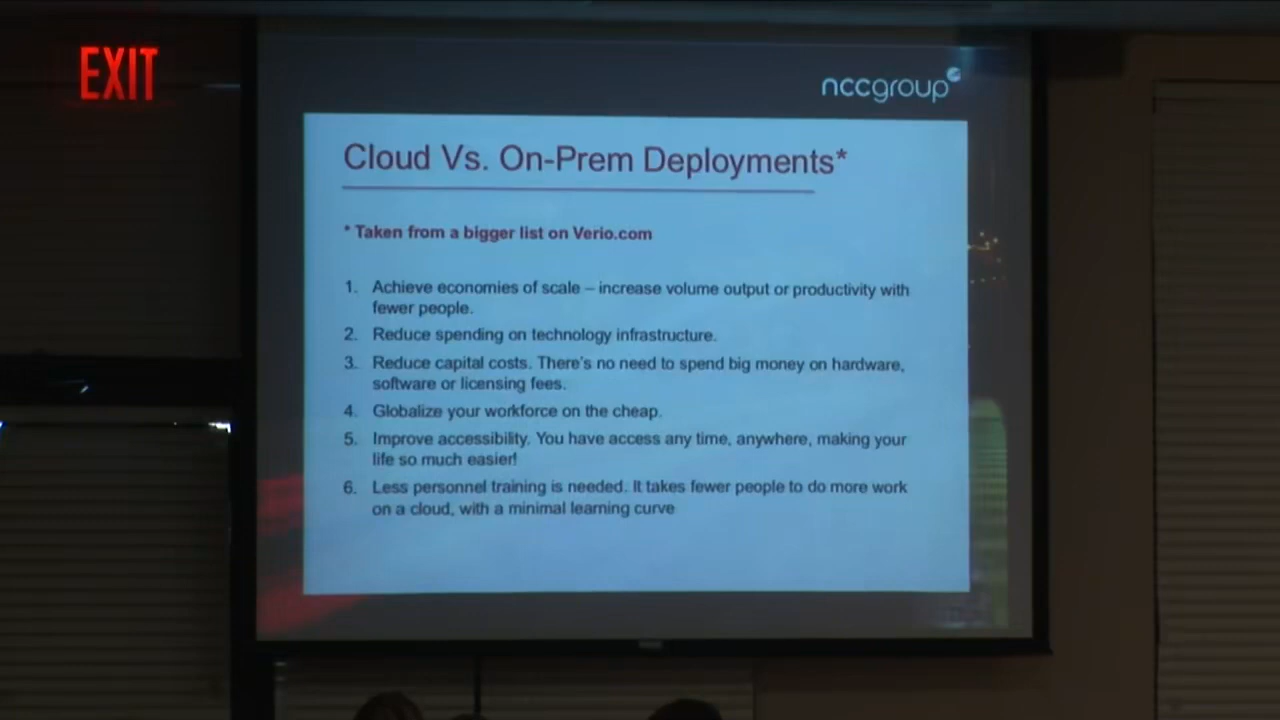 EXIT
nccgroup
Cloud Vs. On-Prem Deployments*
* Taken from a bigger list on Verio.com
1. Achieve economies of scale – increase volume output or productivity with
fewer people.
2. Reduce spending on technology infrastructure.
3. Reduce capital costs. There's no need to spend big money on hardware,
software or licensing fees.
4. Globalize your workforce on the cheap.
5. Improve accessibility. You have access any time, anywhere, making your
life so much easier!
6. Less personnel training is needed. It takes fewer people to do more work
on a cloud, with a minimal learning curve